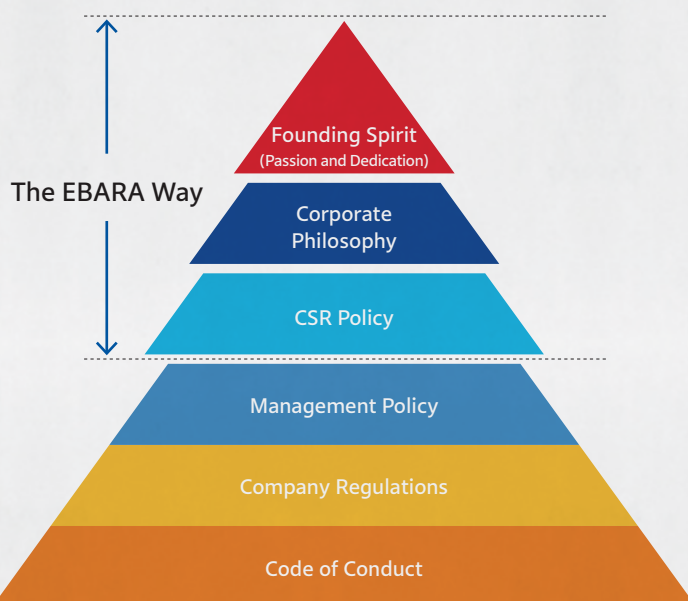 Founding Spirit
(Passion and Dedication)
The EBARA Way
Corporate
Philosophy
CSR Policy
Management Policy
Company Regulations
Code of Conduct